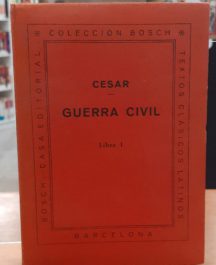 COLECCIÓN BOSCH
CESAR
GUERRA CIVIL
Libro I
BOSCH, CASA EDITORIAL
TEXTOS CLÁSICOS LATINOS
BARCELONA